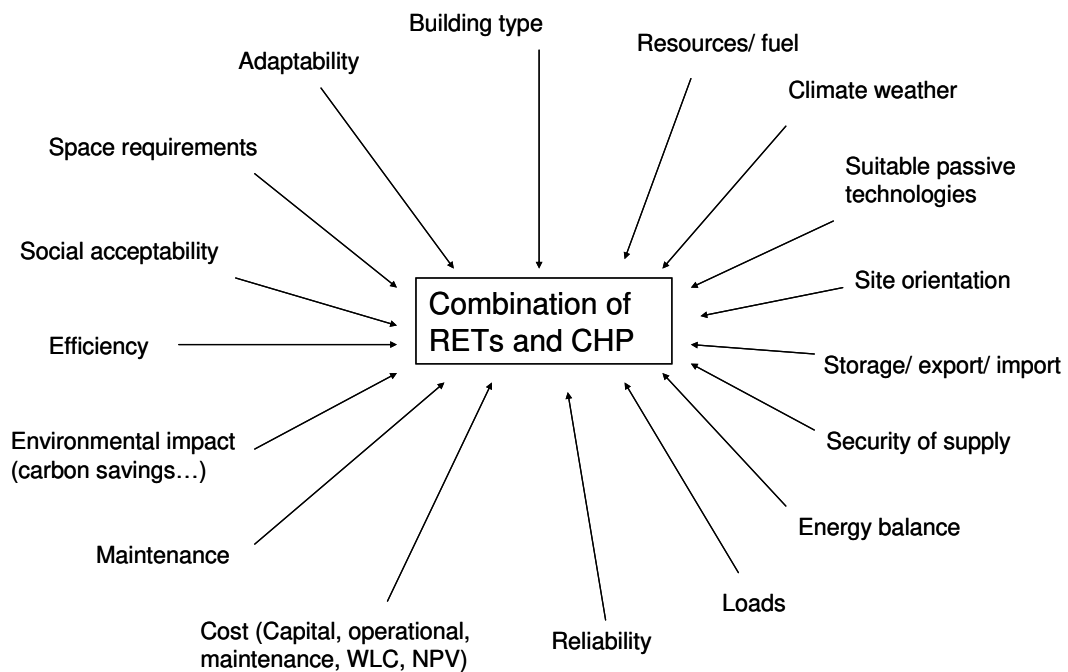 Building type
Resources/ fuel
Adaptability
Climate weather
Space requirements
Suitable passive
technologies
Social acceptability
Site orientation
Combination of
RETs and CHP
Efficiency
Storage/ export/ import
Environmental impact
(carbon savings…)
Security of supply
Energy balance
Maintenance
Loads
Cost (Capital, operational,
maintenance, WLC, NPV)
Reliability